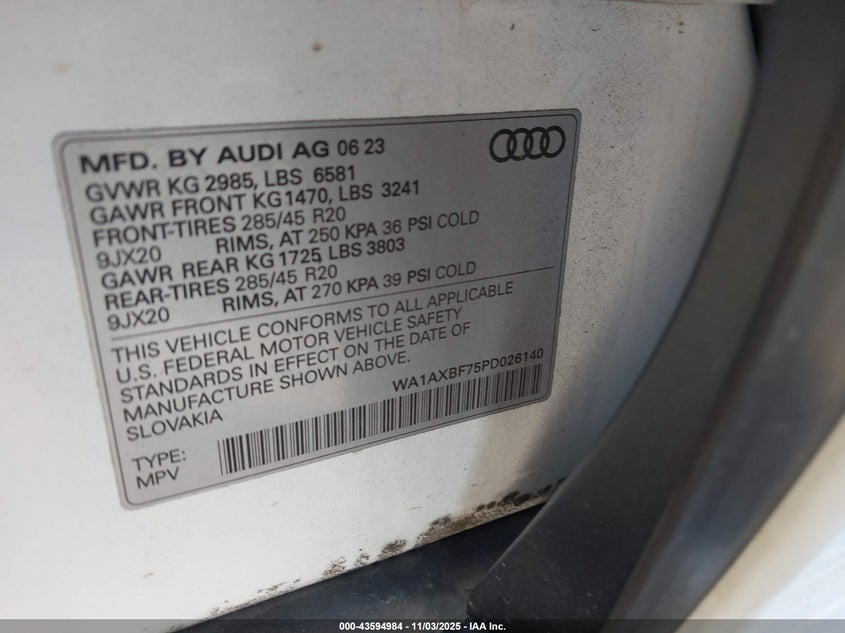 MFD. BY AUDI AG 06 23
GVWR KG 2985, LBS 6581
GAWR FRONT KG 1470, LBS 3241
FRONT-TIRES 285/45 R20
9JX20 RIMS, AT 250 KPA 36 PSI COLD
GAWR REAR KG 1725, LBS 3803
REAR-TIRES 285/45 R20
9JX20 RIMS, AT 270 KPA 39 PSI COLD
THIS VEHICLE CONFORMS TO ALL APPLICABLE
U.S. FEDERAL MOTOR VEHICLE SAFETY
STANDARDS IN EFFECT ON THE DATE OF
MANUFACTURE SHOWN ABOVE.
WA1AXBF75PD026140
SLOVAKIA
TYPE:
MPV
000-43594984 - 11/03/2025 - IAA Inc.